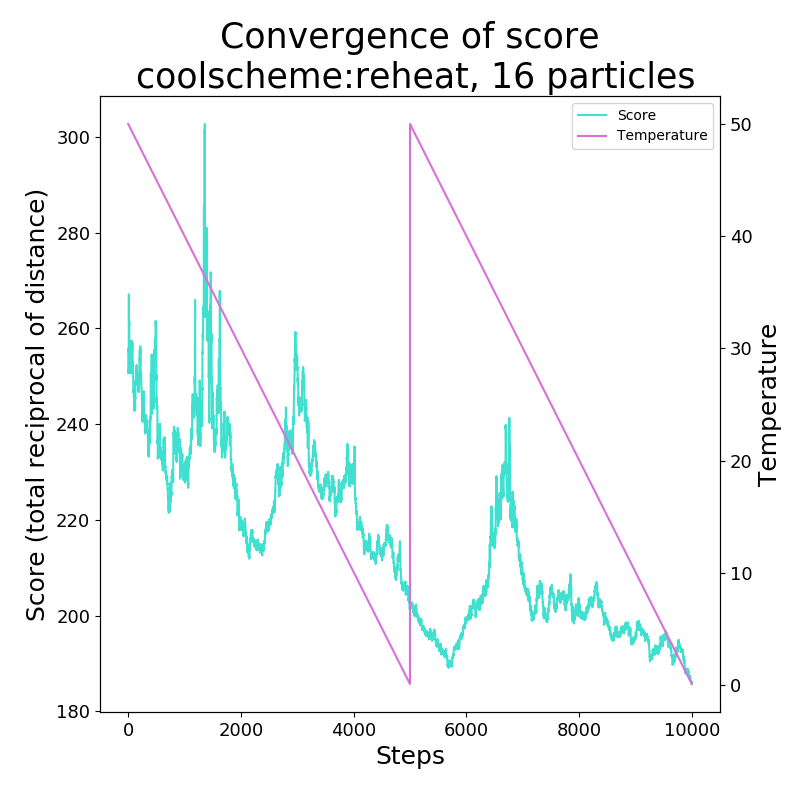 Convergence of score
coolscheme:reheat, 16 particles
Score
Temperature
300
280
260
240
220
200
180
Score (total reciprocal of distance)
50
40
30
20
10
0
Temperature
0 2000 4000 6000 8000 10000
Steps